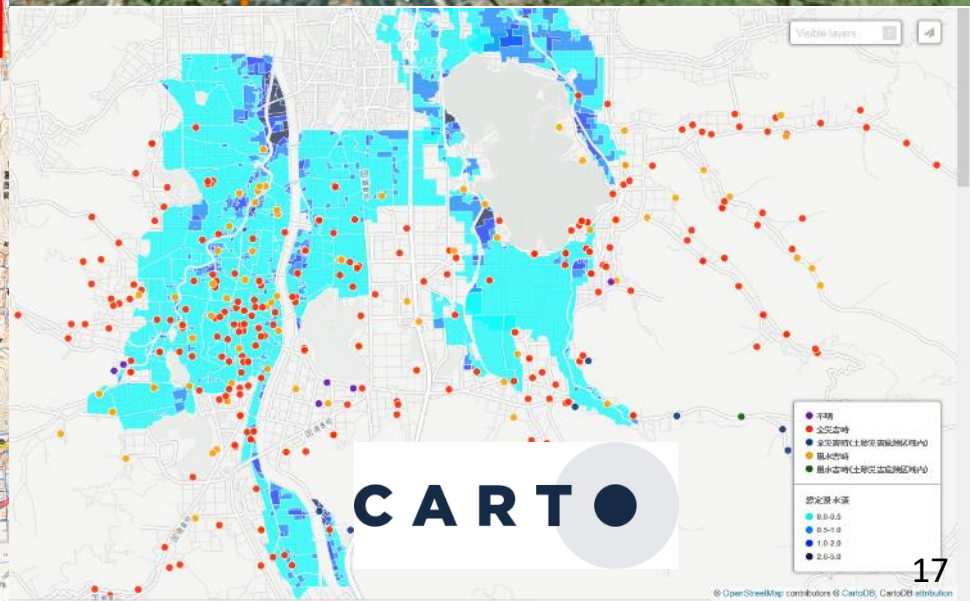 Visible layers
不明
全災害時
全災害時(土砂災害危険区域内)
風水害時
風水害時(土砂災害危険区域内)
想定浸水深
0.0-0.5
0.5-1.0
1.0-2.0
2.0-5.0
CARTO
17
© OpenStreetMap contributors © CartoDB, CartoDB attribution